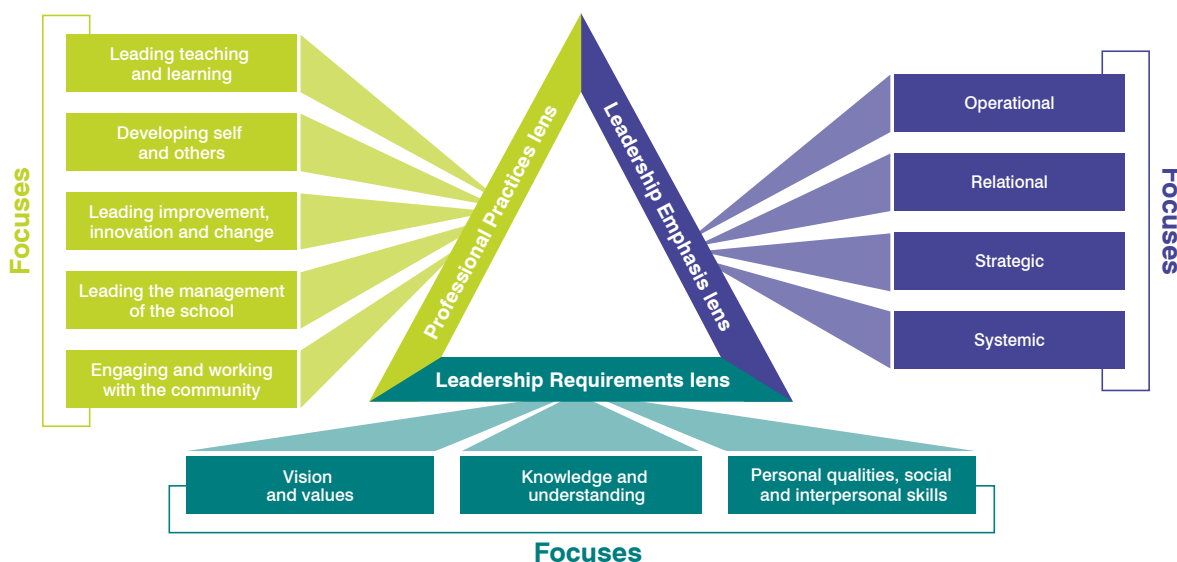 Focuses
Leading teaching
and learning
Developing self
and others
Leading improvement,
innovation and change
Leading the management
of the school
Engaging and working
with the community
Professional Practices lens
Leadership Emphasis lens
Leadership Requirements lens
Operational
Relational
Strategic
Systemic
Focuses
Vision
and values
Knowledge and
understanding
Personal qualities, social
and interpersonal skills
Focuses